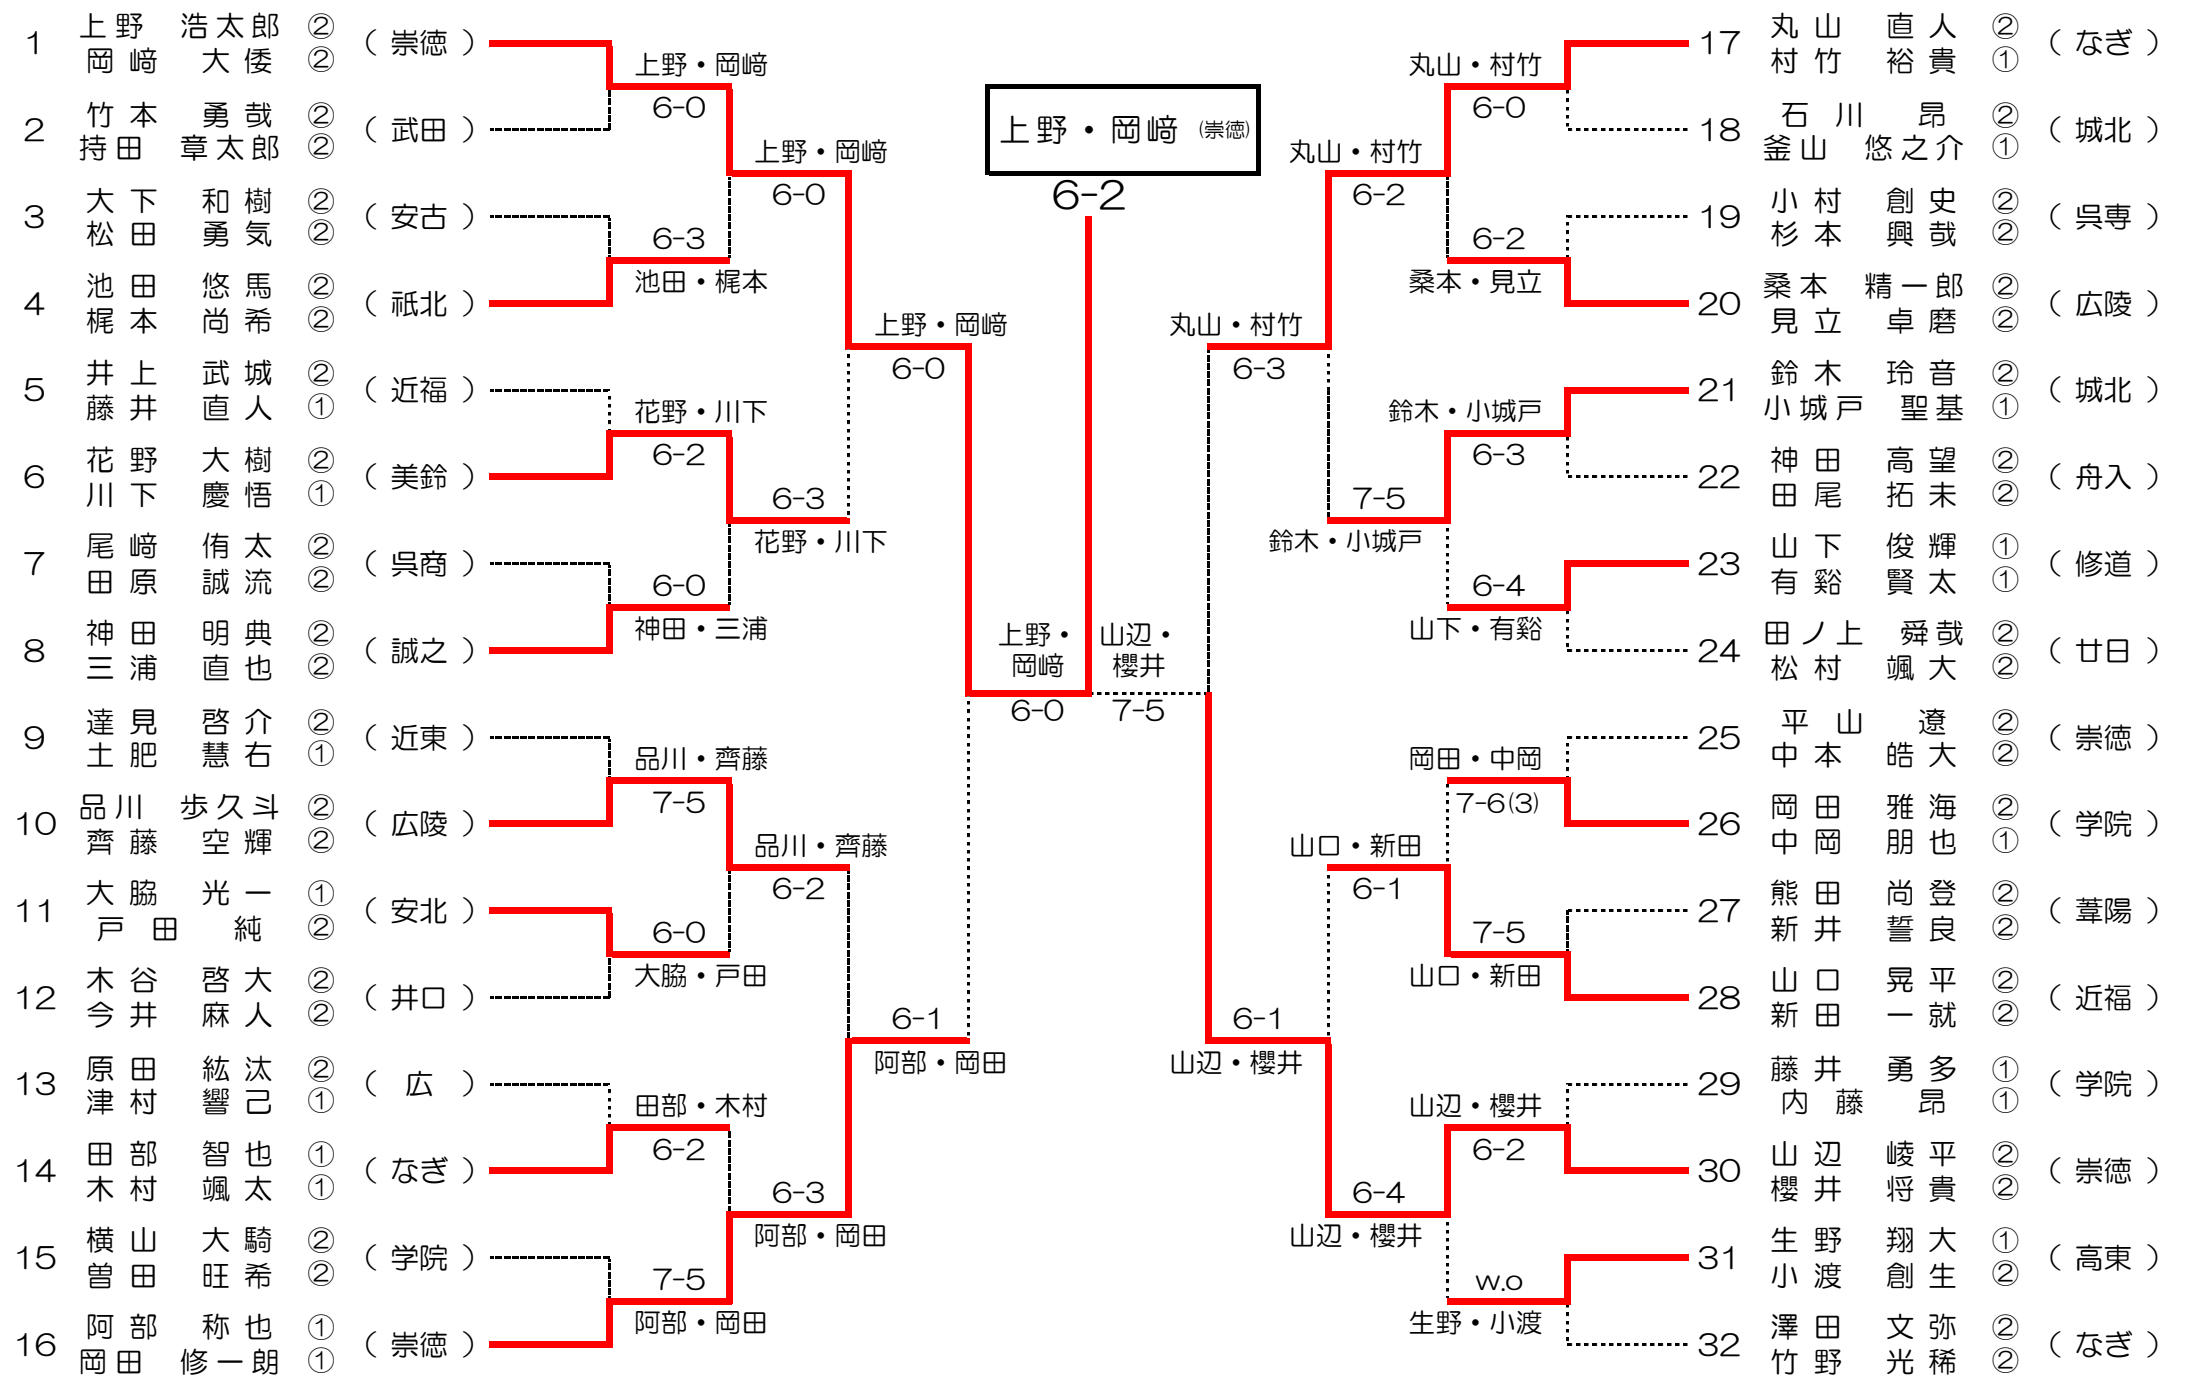 1 上野 浩太郎 ② 岡﨑 大倭 ② （ 崇徳 ）
2 竹本 勇哉 ② 持田 章太郎 ② （ 武田 ）
3 大下 和樹 ② 松田 勇気 ② （ 安古 ）
4 池田 悠馬 ② 梶本 尚希 ② （ 祇北 ）
5 井上 武城 ② 藤井 直人 ① （ 近福 ）
6 花野 大樹 ② 川下 慶悟 ① （ 美鈴 ）
7 尾﨑 侑太 ② 田原 誠流 ② （ 呉商 ）
8 神田 明典 ② 三浦 直也 ② （ 誠之 ）
9 達見 啓介 ② 土肥 慧右 ① （ 近東 ）
10 品川 歩久斗 ② 齊藤 空輝 ② （ 広陵 ）
11 大脇 光一 ① 戸田 純 ② （ 安北 ）
12 木谷 啓大 ② 今井 麻人 ② （ 井口 ）
13 原田 紘汰 ② 津村 響己 ① （ 広 ）
14 田部 智也 ① 木村 颯太 ① （ なぎ ）
15 横山 大騎 ② 曽田 旺希 ② （ 学院 ）
16 阿部 称也 ① 岡田 修一朗 ① （ 崇徳 ）
上野・岡﨑
6-0
6-3
池田・梶本
花野・川下
6-2
6-0
神田・三浦
品川・齊藤
7-5
6-0
大脇・戸田
田部・木村
6-2
7-5
阿部・岡田
上野・岡﨑
6-0
6-3
花野・川下
品川・齊藤
6-2
6-3
阿部・岡田
上野・岡﨑
6-0
6-1
阿部・岡田
上野・岡﨑 (崇徳)
6-2
上野・
岡﨑
6-0
山辺・
櫻井
7-5
丸山・村竹
6-3
6-1
山辺・櫻井
丸山・村竹
6-2
7-5
鈴木・小城戸
山口・新田
6-1
6-4
山辺・櫻井
丸山・村竹
6-0
6-2
桑本・見立
鈴木・小城戸
6-3
6-4
山下・有谿
岡田・中岡
7-6(3)
7-5
山口・新田
山辺・櫻井
6-2
w.o
生野・小渡
17 丸山 直人 ② 村竹 裕貴 ① （ なぎ ）
18 石川 昂 ② 釜山 悠之介 ① （ 城北 ）
19 小村 創史 ② 杉本 興哉 ② （ 呉専 ）
20 桑本 精一郎 ② 見立 卓磨 ② （ 広陵 ）
21 鈴木 玲音 ② 小城戸 聖基 ① （ 城北 ）
22 神田 高望 ② 田尾 拓未 ② （ 舟入 ）
23 山下 俊輝 ① 有谿 賢太 ① （ 修道 ）
24 田ノ上 舜哉 ② 松村 颯大 ② （ 廿日 ）
25 平山 遼 ② 中本 皓大 ② （ 崇徳 ）
26 岡田 雅海 ② 中岡 朋也 ① （ 学院 ）
27 熊田 尚登 ② 新井 誓良 ② （ 葦陽 ）
28 山口 晃平 ② 新田 一就 ② （ 近福 ）
29 藤井 勇多 ① 内藤 昂 ① （ 学院 ）
30 山辺 崚平 ② 櫻井 将貴 ② （ 崇徳 ）
31 生野 翔大 ① 小渡 創生 ② （ 高東 ）
32 澤田 文弥 ② 竹野 光稀 ② （ なぎ ）